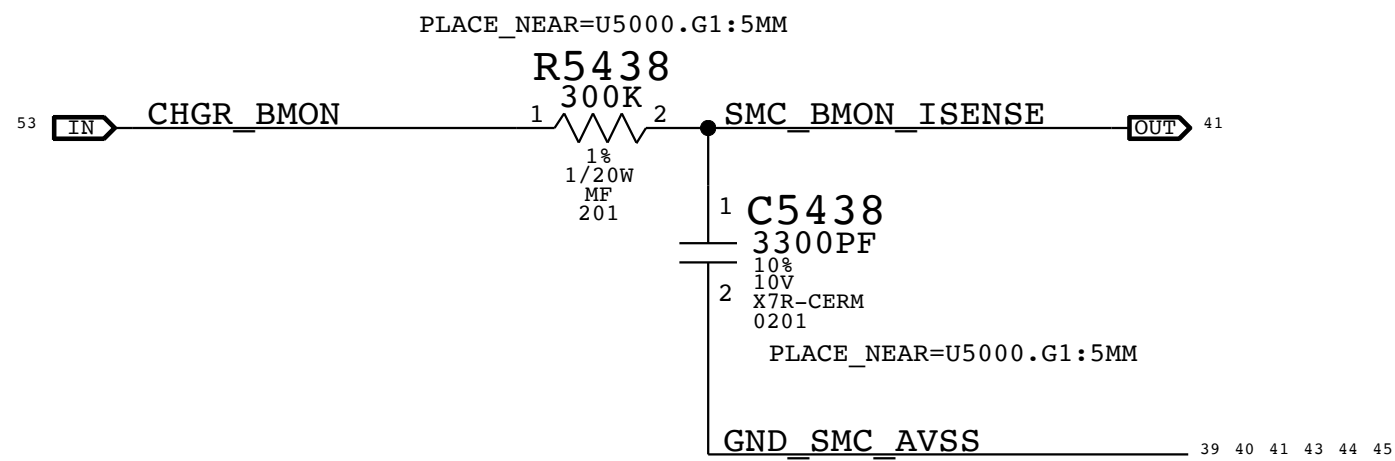 PLACE_NEAR=U5000.G1:5MM
R5438
300K
53 IN CHGR_BMON 1 2 SMC_BMON_ISENSE OUT 41
1%
1/20W
MF
201
1 C5438
3300PF
10%
10V
2 X7R-CERM
0201
PLACE_NEAR=U5000.G1:5MM
GND_SMC_AVSS 39 40 41 43 44 45